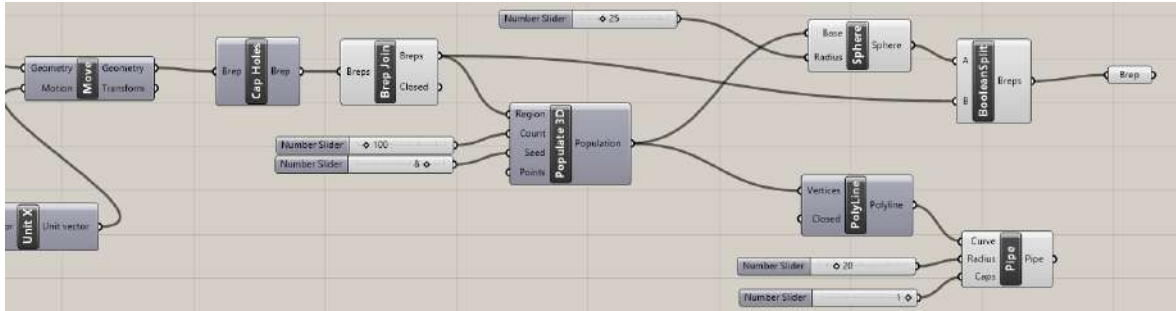 Number Slider 25
Base
Radius
Sphere
Sphere
Geometry Geometry
Motion Transform
Move
Brep Brep
Cap Holes
Breps Breps
Closed
Brep Join
A
B
BooleanSplit
Breps
Brep
Number Slider 100
Number Slider 8
Region
Count
Seed
Points
Populate 3D
Population
Unit X
Unit vector
Vertices
Closed
PolyLine
Polyline
Number Slider 20
Number Slider 1
Curve
Radius
Caps
Pipe
Pipe